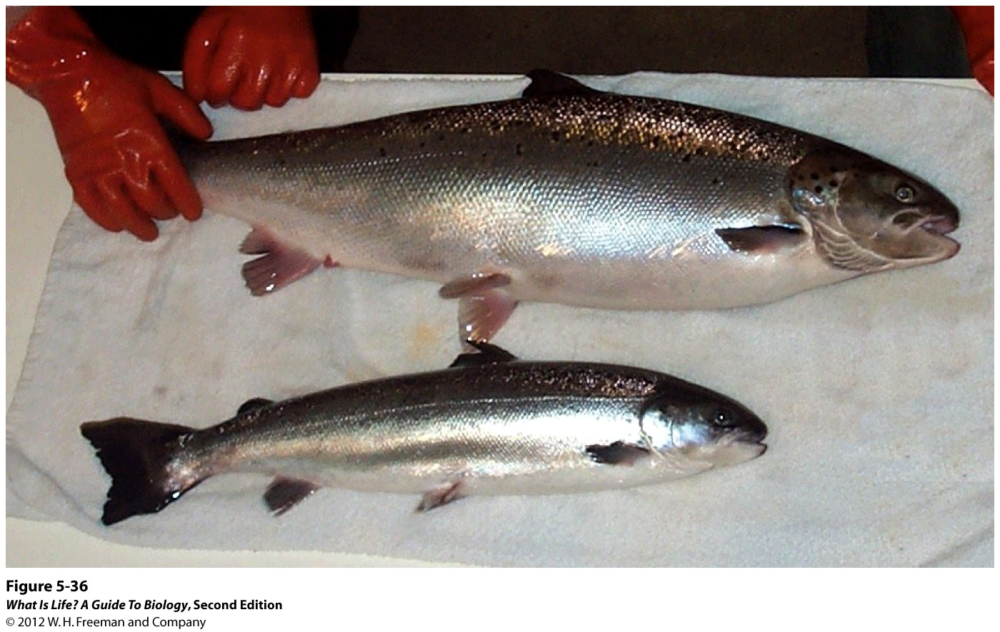 Figure 5-36
What Is Life? A Guide To Biology, Second Edition
© 2012 W. H. Freeman and Company